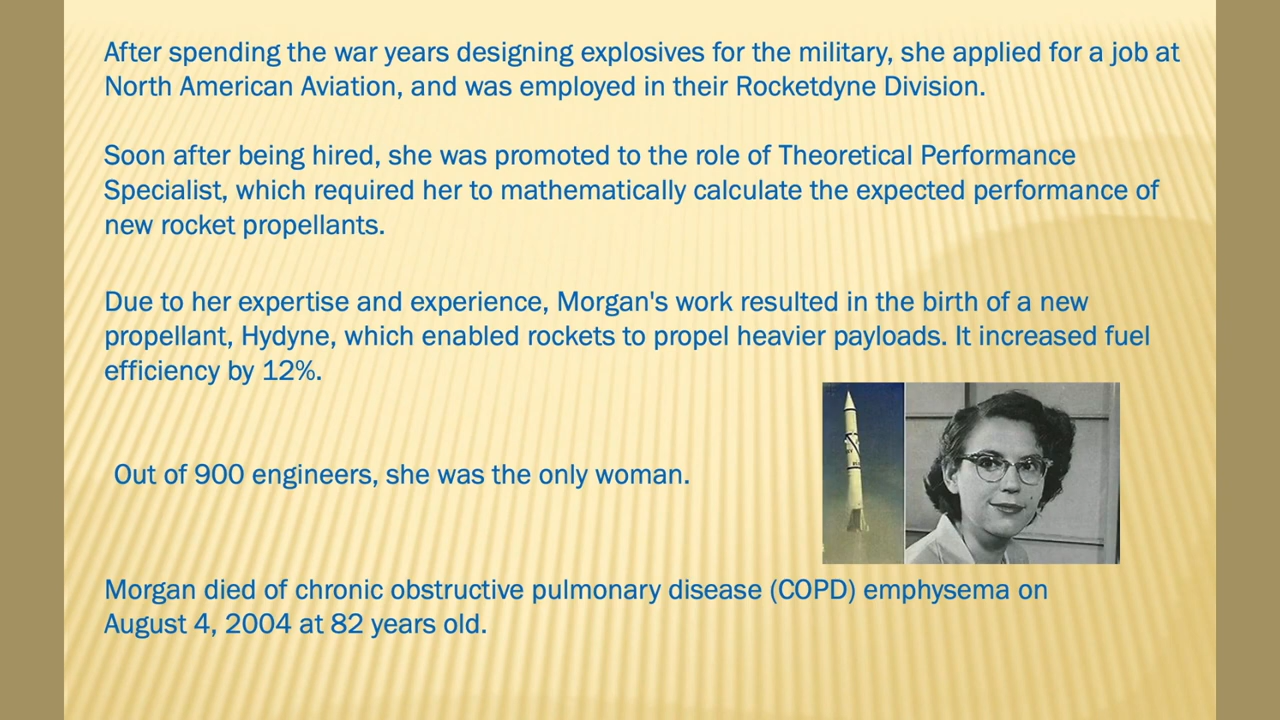 After spending the war years designing explosives for the military, she applied for a job at
North American Aviation, and was employed in their Rocketdyne Division.
Soon after being hired, she was promoted to the role of Theoretical Performance
Specialist, which required her to mathematically calculate the expected performance of
new rocket propellants.
Due to her expertise and experience, Morgan's work resulted in the birth of a new
propellant, Hydyne, which enabled rockets to propel heavier payloads. It increased fuel
efficiency by 12%.
Out of 900 engineers, she was the only woman.
Morgan died of chronic obstructive pulmonary disease (COPD) emphysema on
August 4, 2004 at 82 years old.